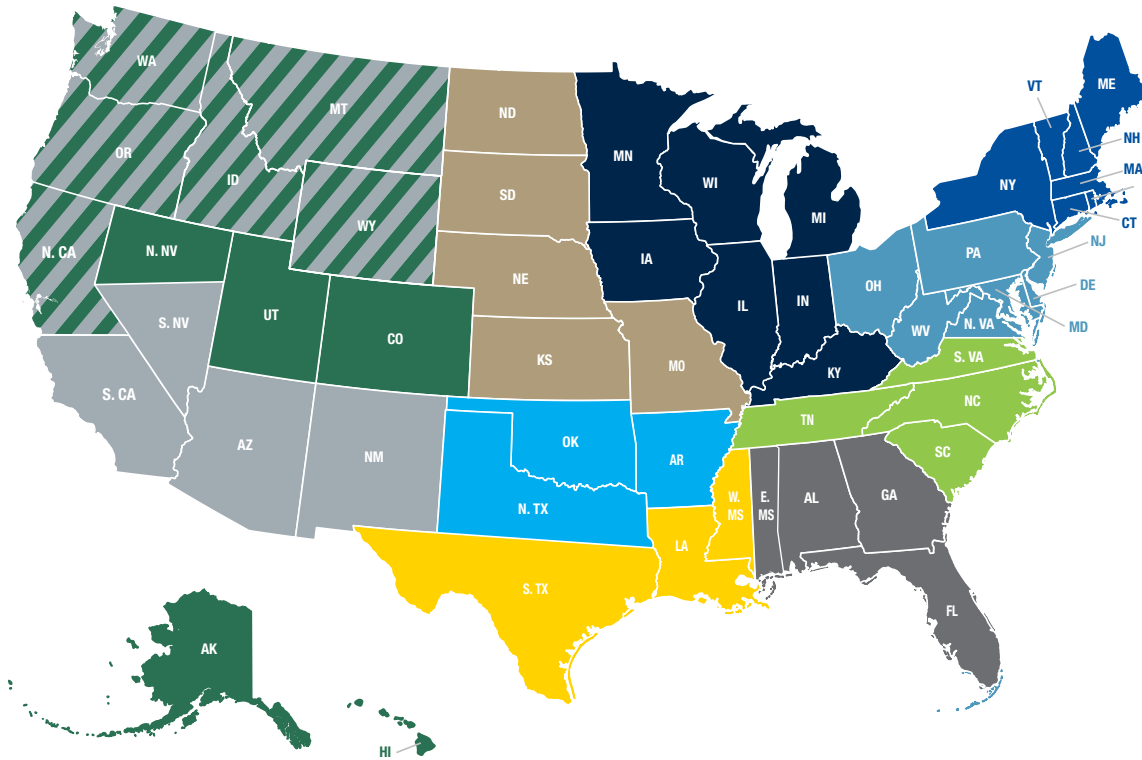 WA
MT
ND
MN
VT
ME
OR
ID
SD
WI
MI
NY
NH
MA
WY
N. CA
N. NV
NE
IA
PA
CT
NJ
S. NV
UT
CO
KS
IL
IN
OH
DE
WV
N. VA
MD
S. CA
MO
KY
S. VA
AZ
NM
OK
AR
TN
NC
SC
N. TX
W.
MS
E.
MS
AL
GA
LA
S. TX
FL
AK
HI